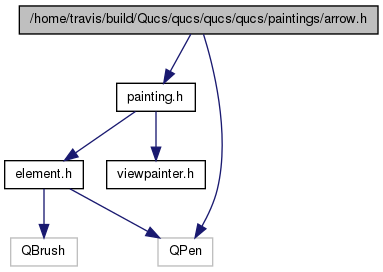 /home/travis/build/Qucs/qucs/qucs/qucs/paintings/arrow.h
painting.h
element.h
viewpainter.h
QBrush
QPen